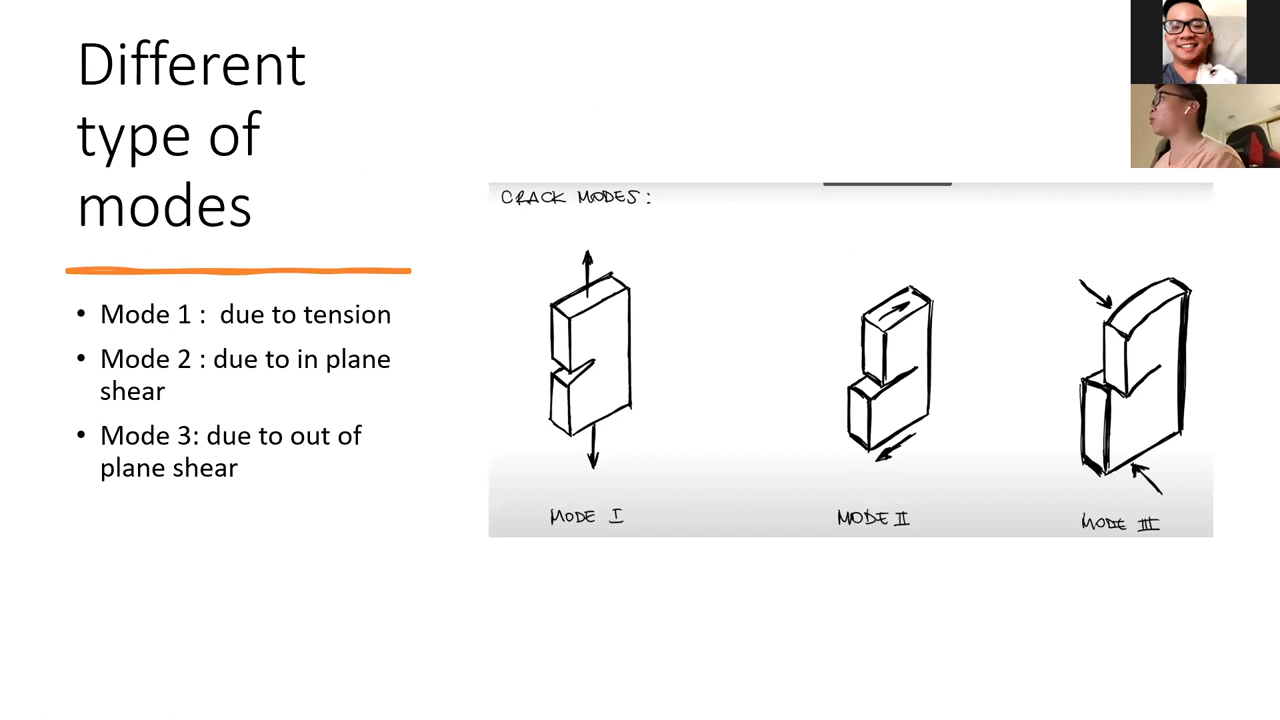 Different
type of
modes
• Mode 1 :  due to tension
• Mode 2 : due to in plane
shear
• Mode 3: due to out of
plane shear
CRACK MODES:
MODE I
MODE II
MODE III